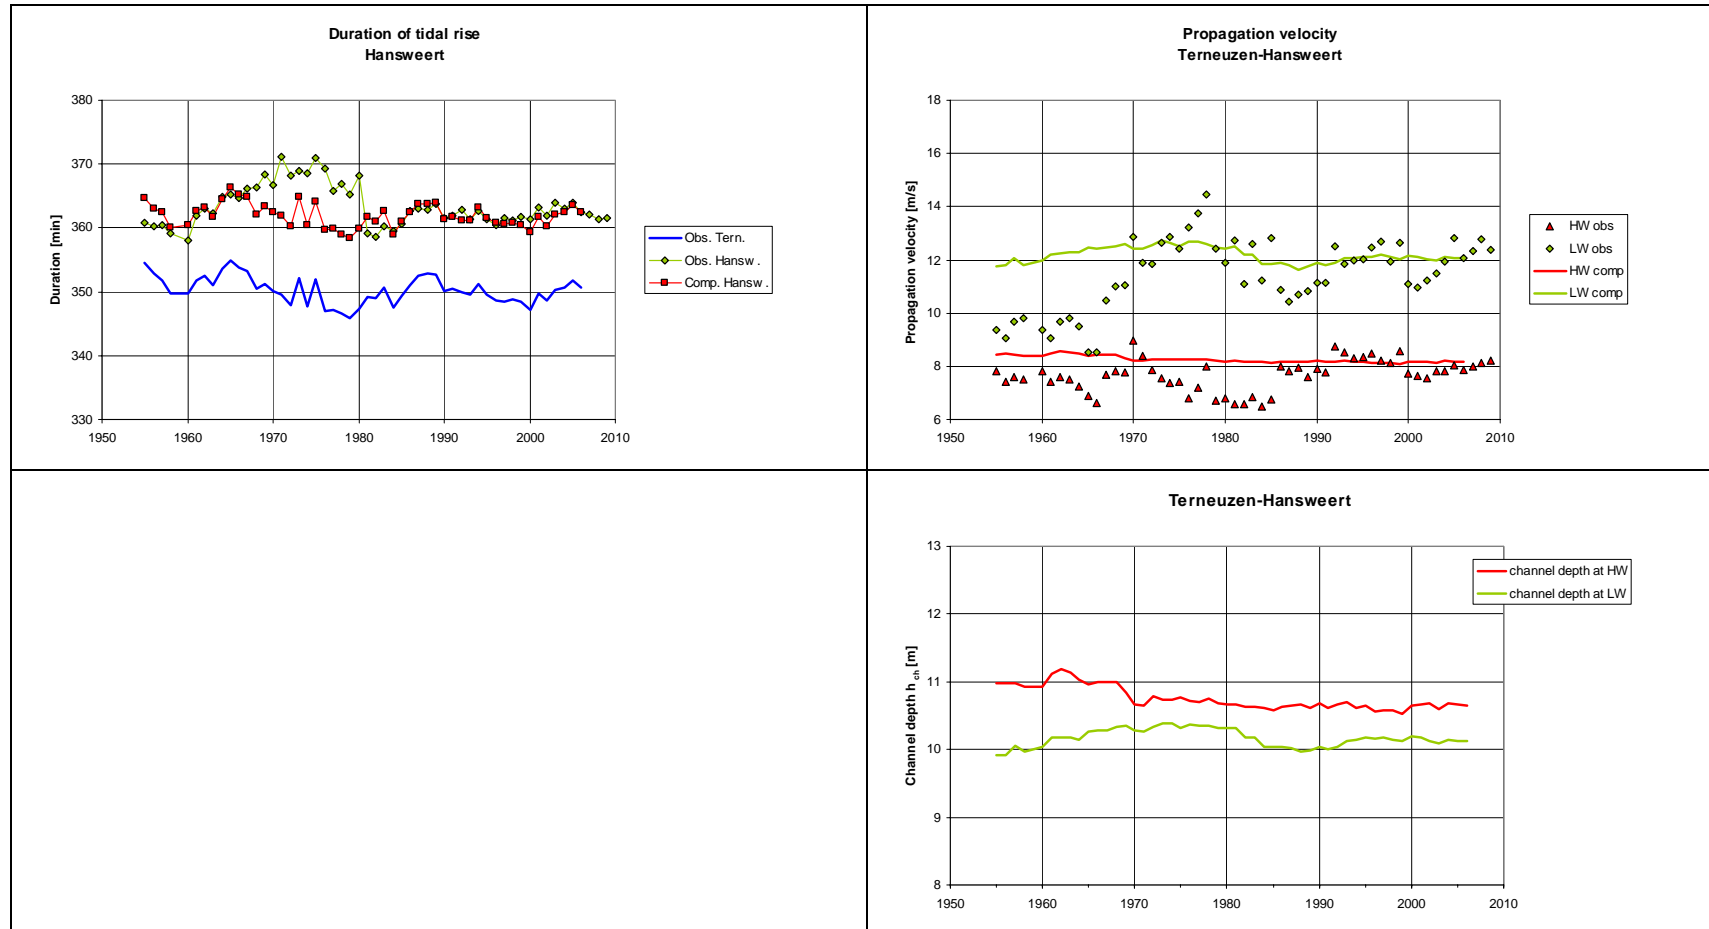 Duration of tidal rise
Hansweert
Duration [min]
380
370
360
350
340
330
1950
1960
1970
1980
1990
2000
2010
Obs. Tern.
Obs. Hansw .
Comp. Hansw .
Propagation velocity
Terneuzen-Hansweert
Propagation velocity [m/s]
18
16
14
12
10
8
6
1950
1960
1970
1980
1990
2000
2010
HW obs
LW obs
HW comp
LW comp
Terneuzen-Hansweert
Channel depth h ch [m]
13
12
11
10
9
8
1950
1960
1970
1980
1990
2000
2010
channel depth at HW
channel depth at LW